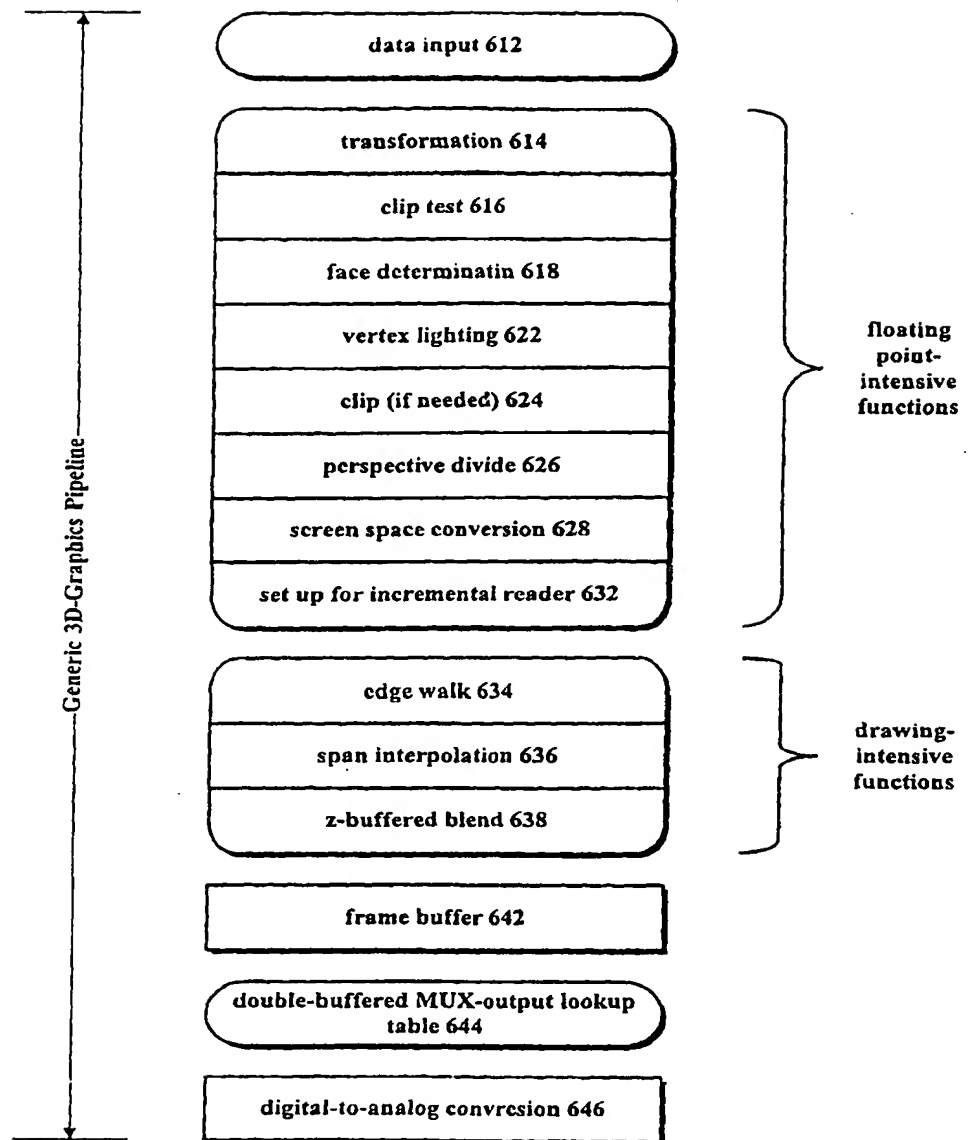 data input 612
transformation 614
clip test 616
face determinatin 618
vertex lighting 622
clip (if needed) 624
perspective divide 626
screen space conversion 628
set up for incremental reader 632
floating
point-
intensive
functions
edge walk 634
span interpolation 636
z-buffered blend 638
drawing-
intensive
functions
frame buffer 642
double-buffered MUX-output lookup
table 644
digital-to-analog convresion 646
Generic 3D-Graphics Pipeline